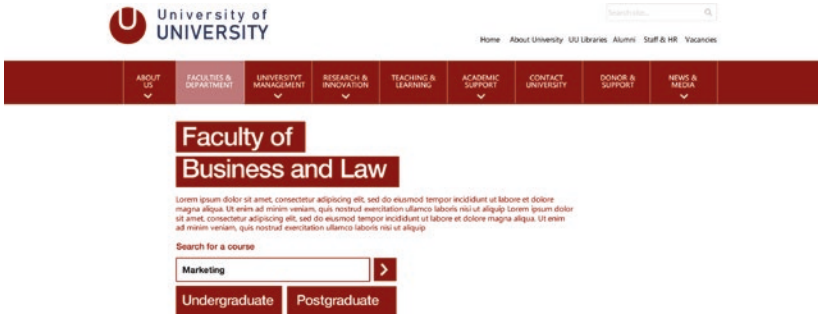 University of
UNIVERSITY
Search site...
Home About University UU Libraries Alumni Staff & HR Vacancies
ABOUT US
FACULTIES & DEPARTMENT
UNIVERSITYT MANAGEMENT
RESEARCH & INNOVATION
TEACHING & LEARNING
ACADEMIC SUPPORT
CONTACT UNIVERSITY
DONOR & SUPPORT
NEWS & MEDIA
Faculty of
Business and Law
Lorem ipsum dolor sit amet, consectetur adipiscing elit, sed do eiusmod tempor incididunt ut labore et dolore
magna aliqua. Ut enim ad minim veniam, quis nostrud exercitation ullamco laboris nisi ut aliquip Lorem ipsum dolor
sit amet, consectetur adipiscing elit, sed do eiusmod tempor incididunt ut labore et dolore magna aliqua. Ut enim
ad minim veniam, quis nostrud exercitation ullamco laboris nisi ut aliquip
Search for a course
Marketing
Undergraduate Postgraduate